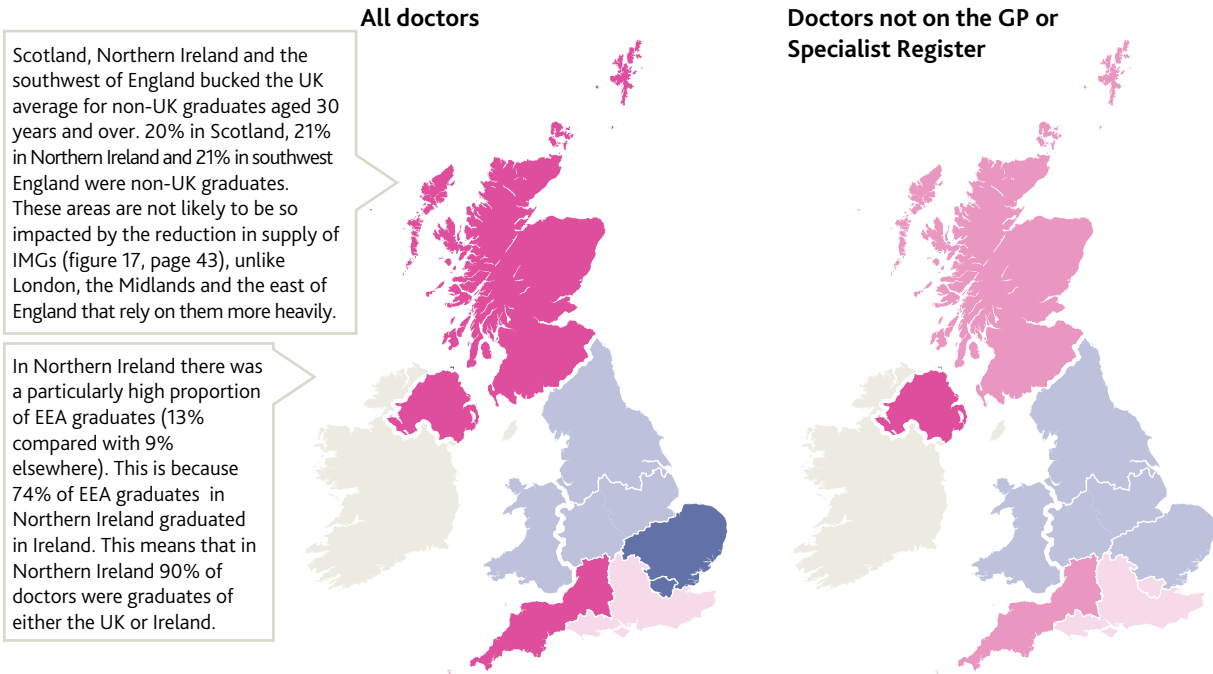 All doctors
Doctors not on the GP or
Specialist Register
Scotland, Northern Ireland and the
southwest of England bucked the UK
average for non-UK graduates aged 30
years and over. 20% in Scotland, 21%
in Northern Ireland and 21% in southwest
England were non-UK graduates.
These areas are not likely to be so
impacted by the reduction in supply of
IMGs (figure 17, page 43), unlike
London, the Midlands and the east of
England that rely on them more heavily.
In Northern Ireland there was
a particularly high proportion
of EEA graduates (13%
compared with 9%
elsewhere). This is because
74% of EEA graduates in
Northern Ireland graduated
in Ireland. This means that in
Northern Ireland 90% of
doctors were graduates of
either the UK or Ireland.